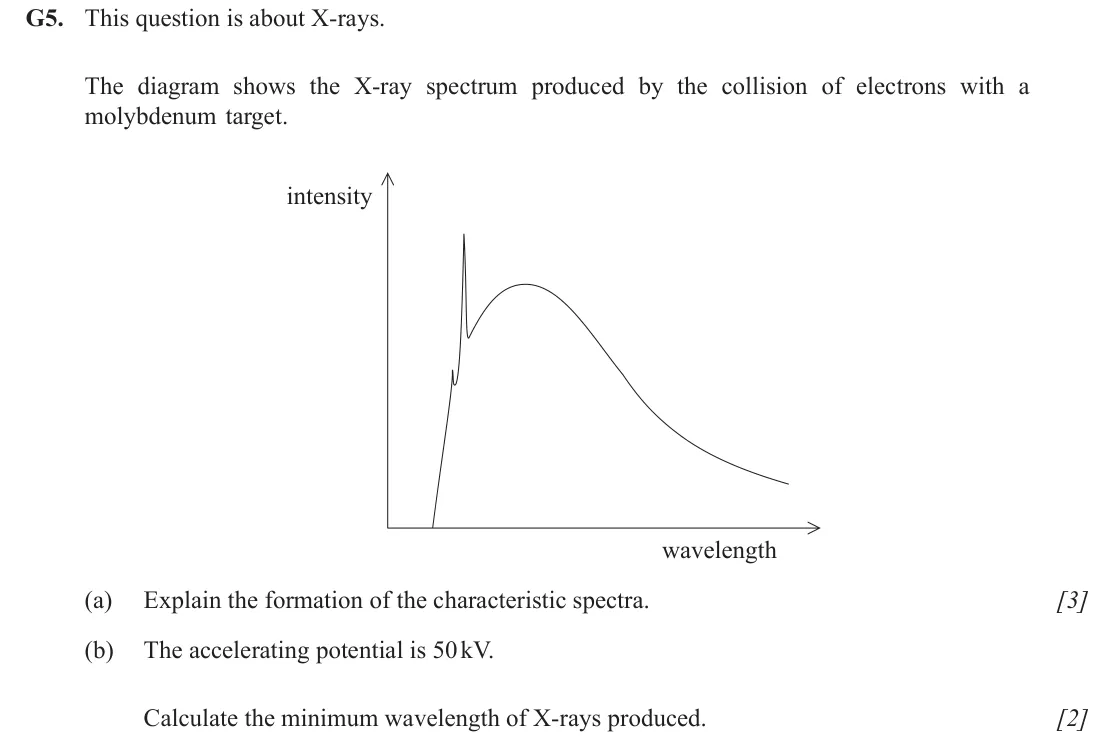 G5. This question is about X-rays.
The diagram shows the X-ray spectrum produced by the collision of electrons with a
molybdenum target.
intensity
wavelength
(a) Explain the formation of the characteristic spectra. [3]
(b) The accelerating potential is 50 kV.
Calculate the minimum wavelength of X-rays produced. [2]